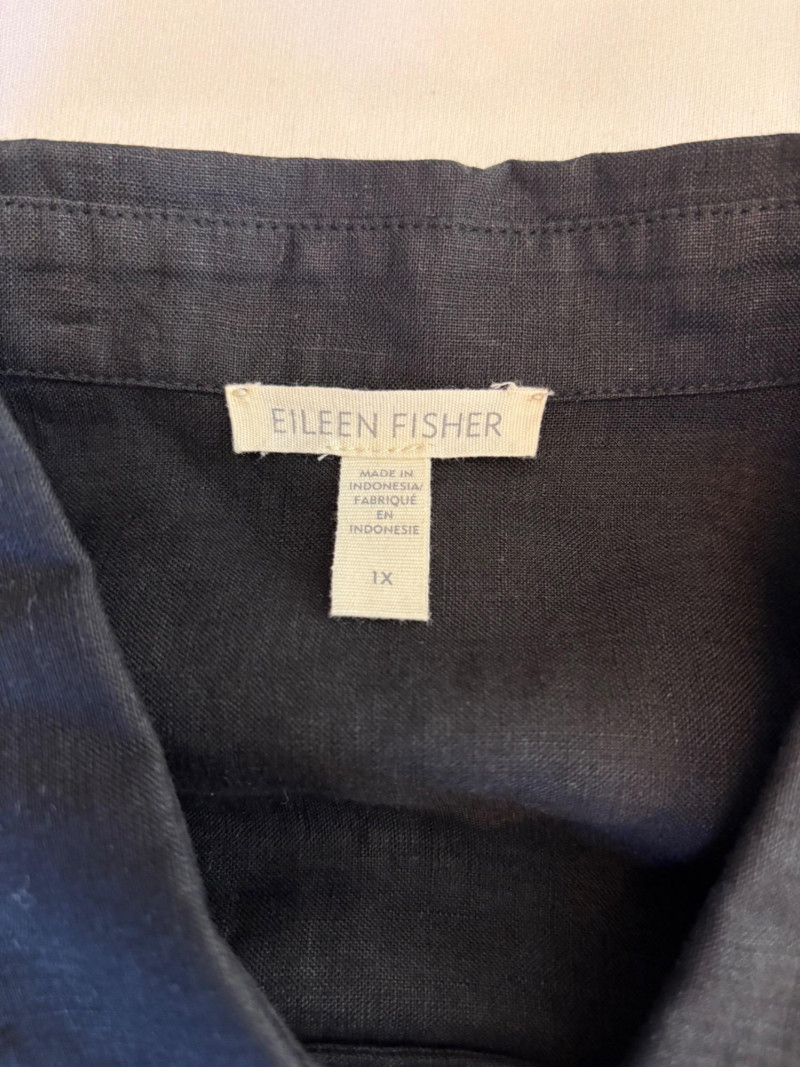 EILEEN FISHER
MADE IN
INDONESIA/
FABRIQUÉ
EN
INDONESIE
1X